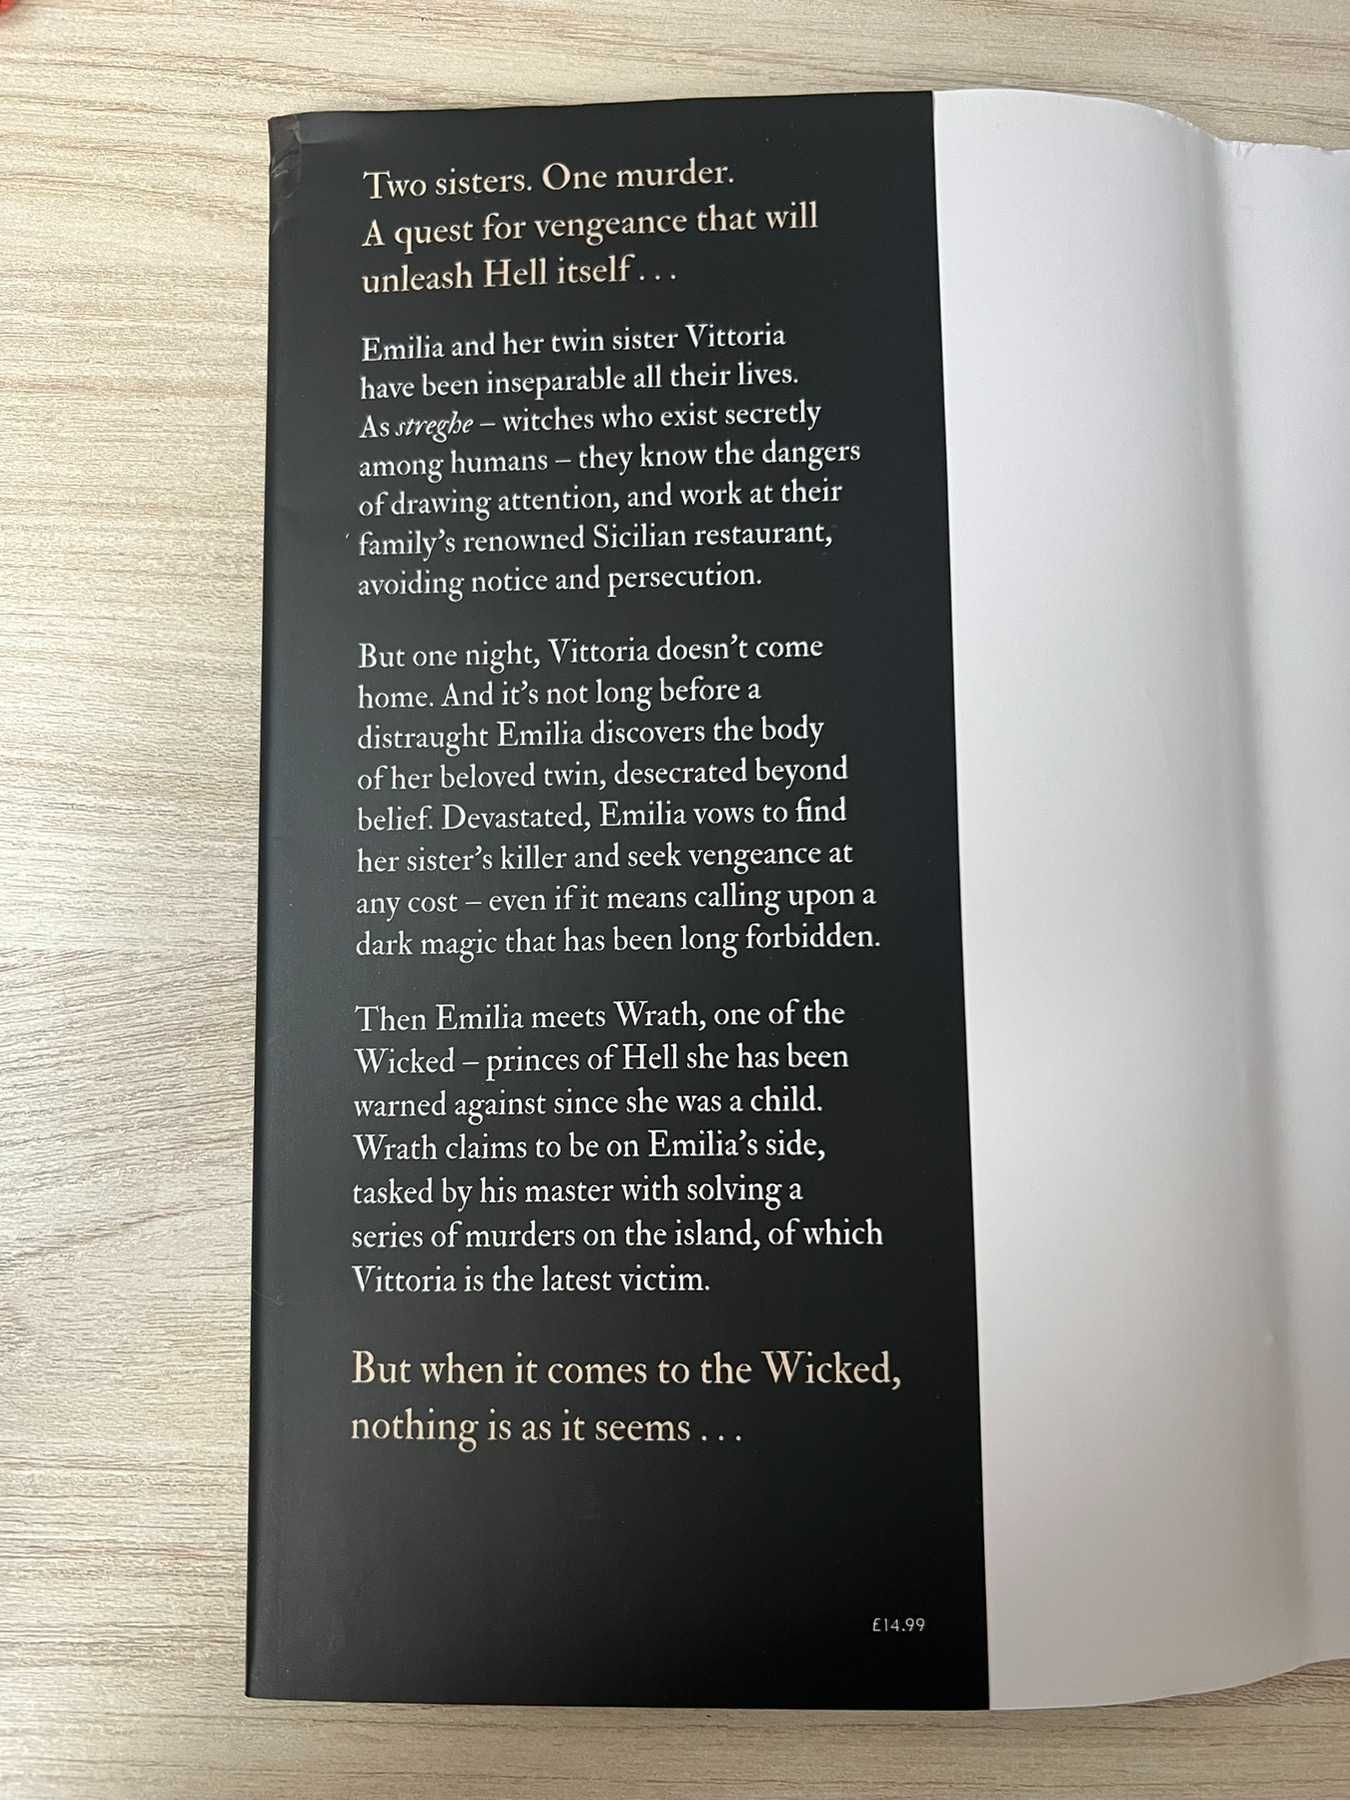 Two sisters. One murder.
A quest for vengeance that will
unleash Hell itself . . .
Emilia and her twin sister Vittoria
have been inseparable all their lives.
As streghe – witches who exist secretly
among humans – they know the dangers
of drawing attention, and work at their
family’s renowned Sicilian restaurant,
avoiding notice and persecution.
But one night, Vittoria doesn’t come
home. And it’s not long before a
distraught Emilia discovers the body
of her beloved twin, desecrated beyond
belief. Devastated, Emilia vows to find
her sister’s killer and seek vengeance at
any cost – even if it means calling upon a
dark magic that has been long forbidden.
Then Emilia meets Wrath, one of the
Wicked – princes of Hell she has been
warned against since she was a child.
Wrath claims to be on Emilia’s side,
tasked by his master with solving a
series of murders on the island, of which
Vittoria is the latest victim.
But when it comes to the Wicked,
nothing is as it seems . . .
£14.99